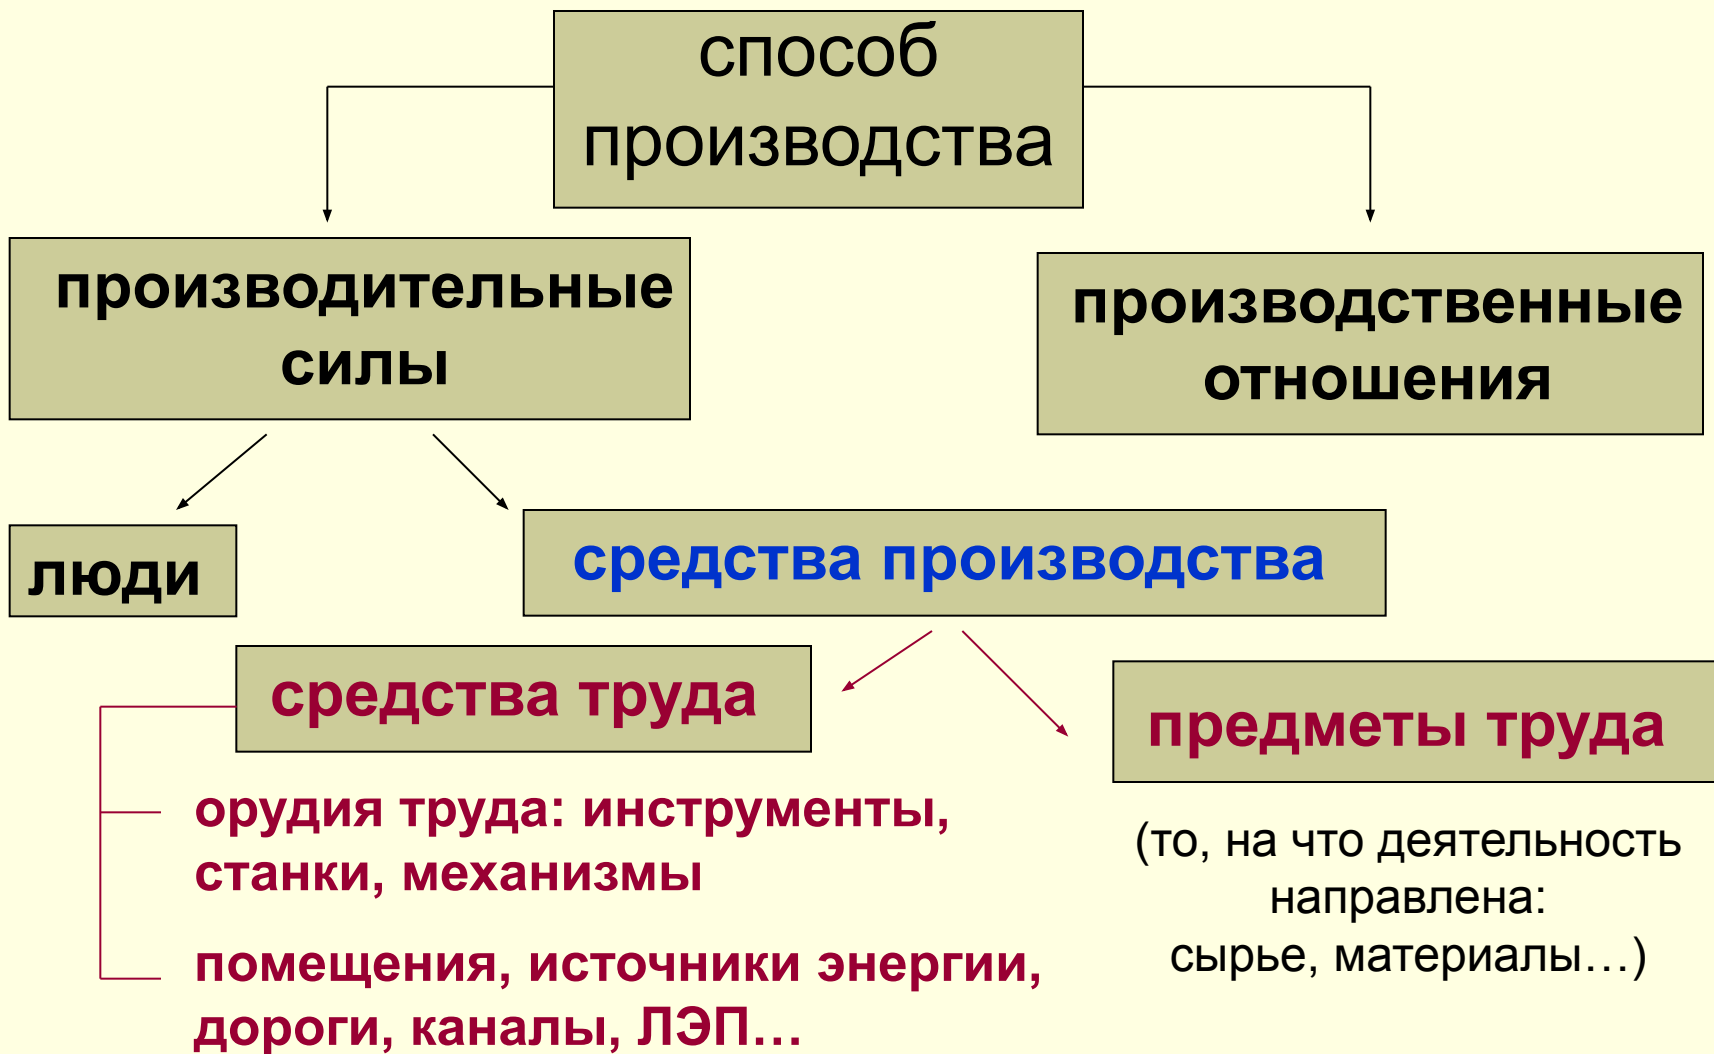 способ
производства
производительные
силы
производственные
отношения
люди
средства производства
средства труда
предметы труда
орудия труда: инструменты,
станки, механизмы
помещения, источники энергии,
дороги, каналы, ЛЭП...
(то, на что деятельность
направлена:
сырье, материалы...)